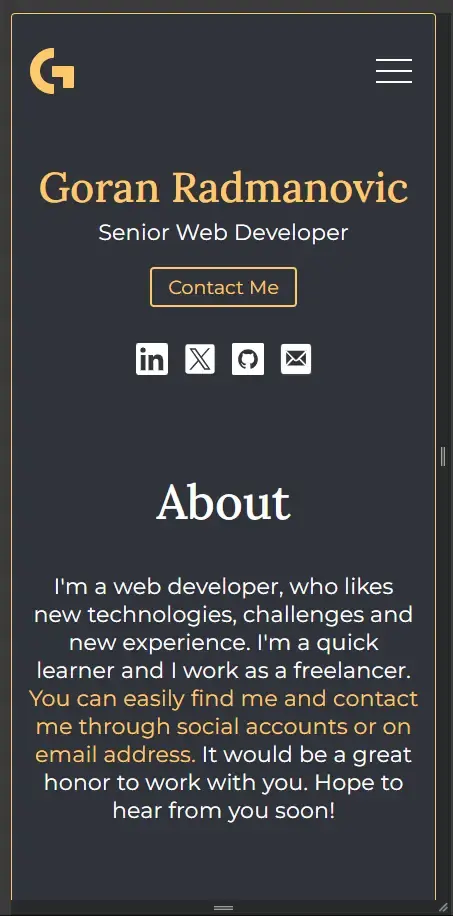 G
Goran Radmanovic
Senior Web Developer
Contact Me
in X
About
I'm a web developer, who likes
new technologies, challenges and
new experience. I'm a quick
learner and I work as a freelancer.
You can easily find me and contact
me through social accounts or on
email address. It would be a great
honor to work with you. Hope to
hear from you soon!